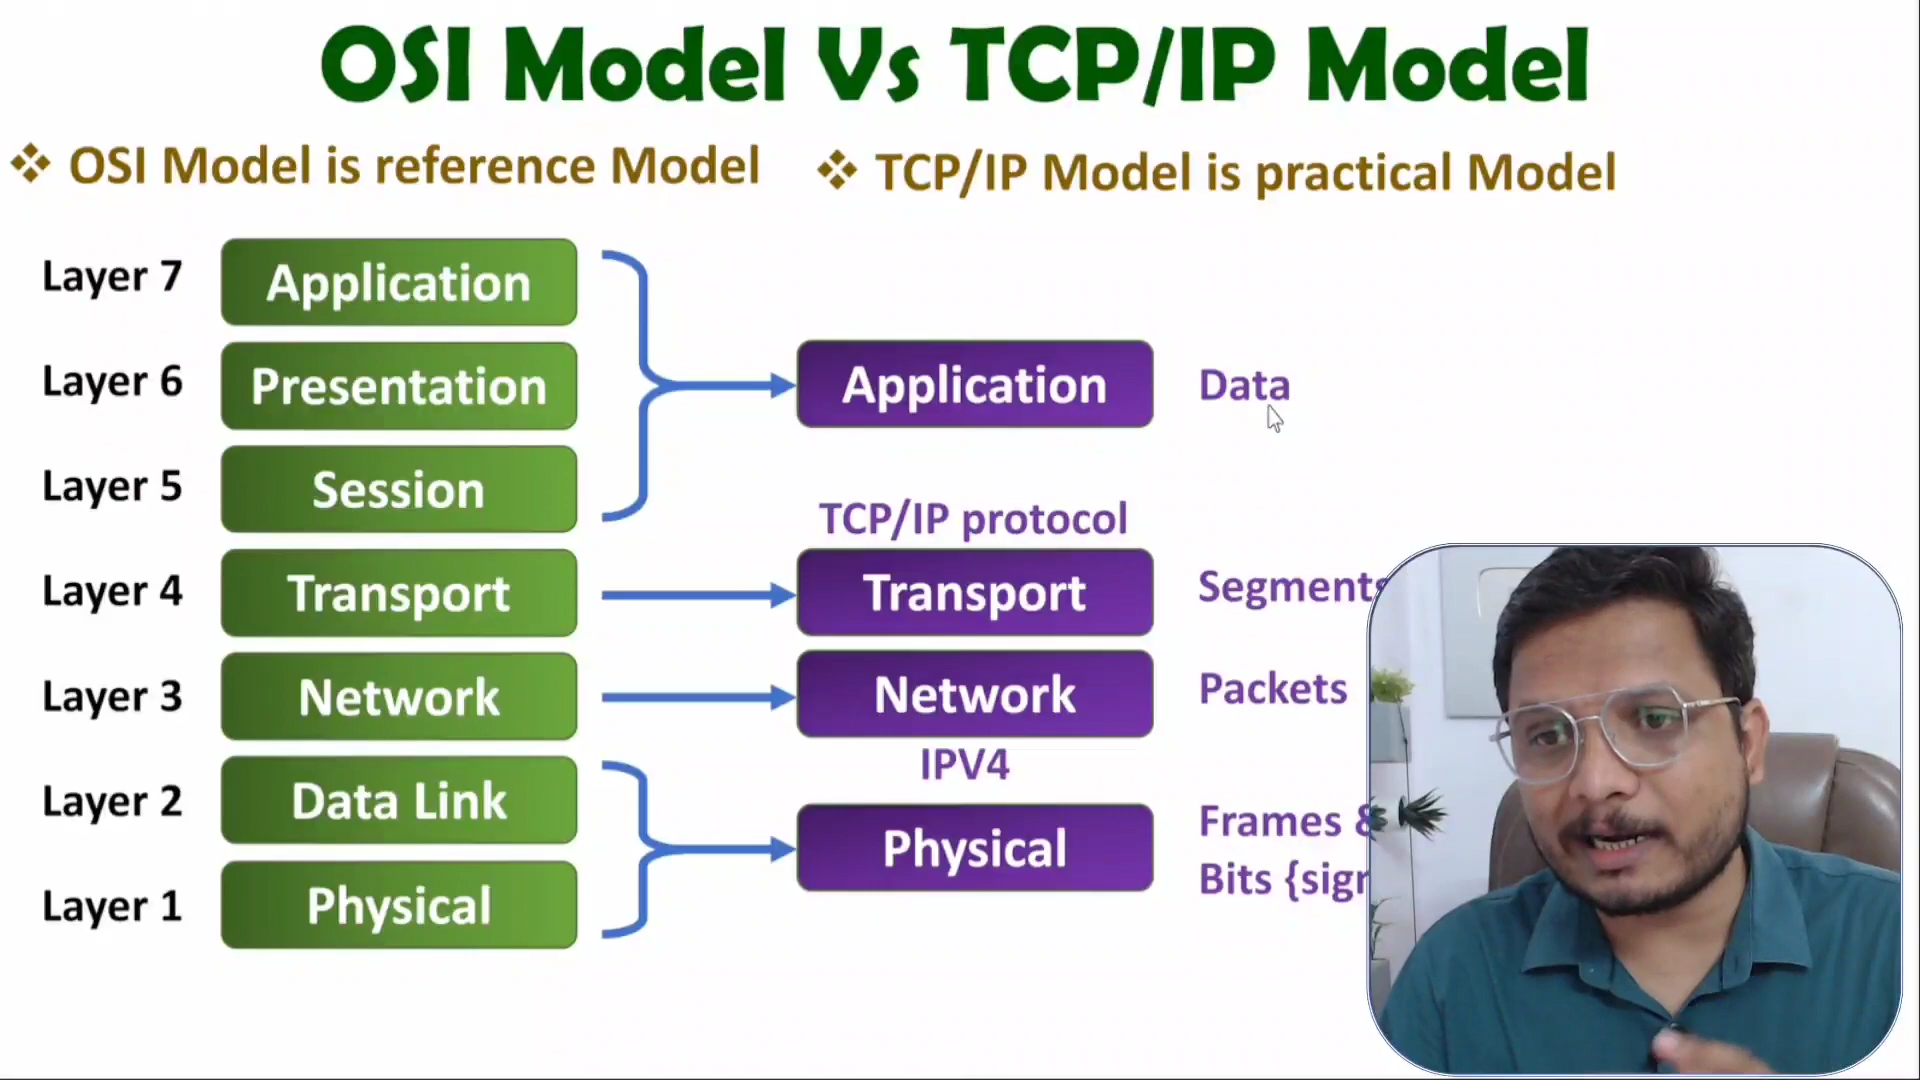 OSI Model Vs TCP/IP Model
❖ OSI Model is reference Model
❖ TCP/IP Model is practical Model
Layer 7
Application
Layer 6
Presentation
Application
Data
Layer 5
Session
TCP/IP protocol
Layer 4
Transport
Transport
Segments
Layer 3
Network
Network
Packets
IPV4
Layer 2
Data Link
Physical
Frames &
Bits
Layer 1
Physical